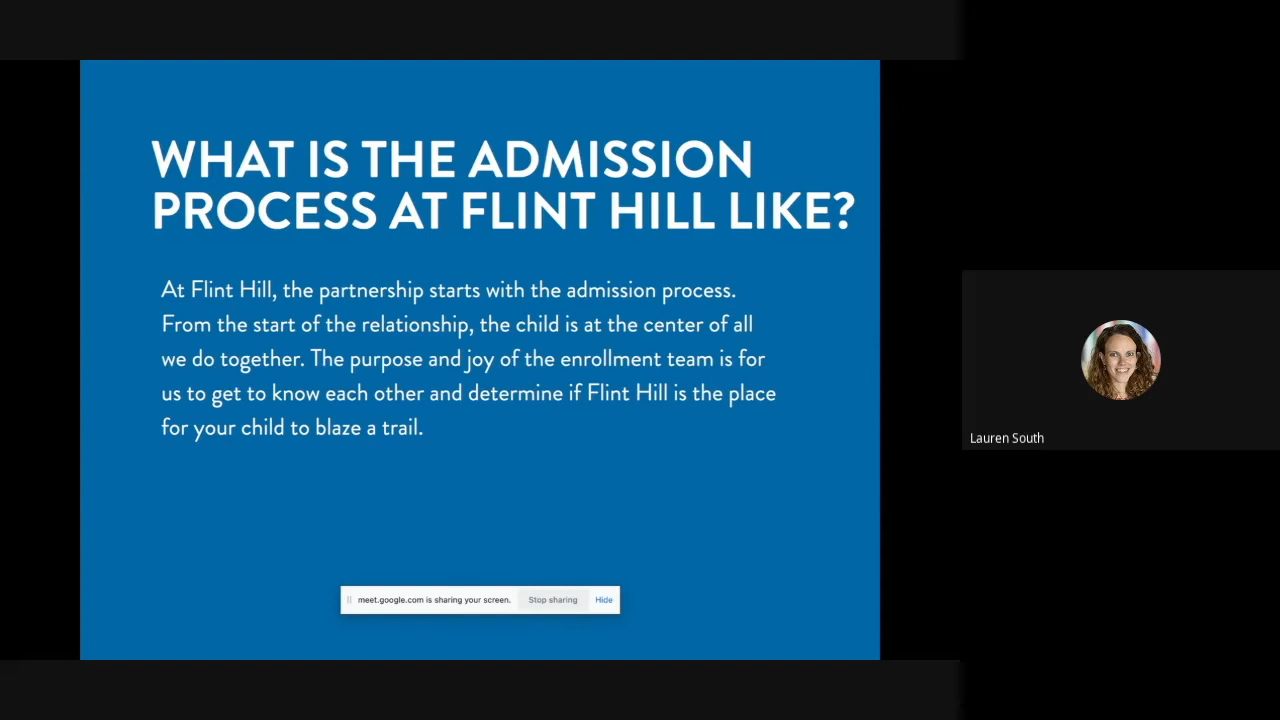 WHAT IS THE ADMISSION
PROCESS AT FLINT HILL LIKE?
At Flint Hill, the partnership starts with the admission process.
From the start of the relationship, the child is at the center of all
we do together. The purpose and joy of the enrollment team is for
us to get to know each other and determine if Flint Hill is the place
for your child to blaze a trail.
meet.google.com is sharing your screen. Stop sharing Hide
Lauren South